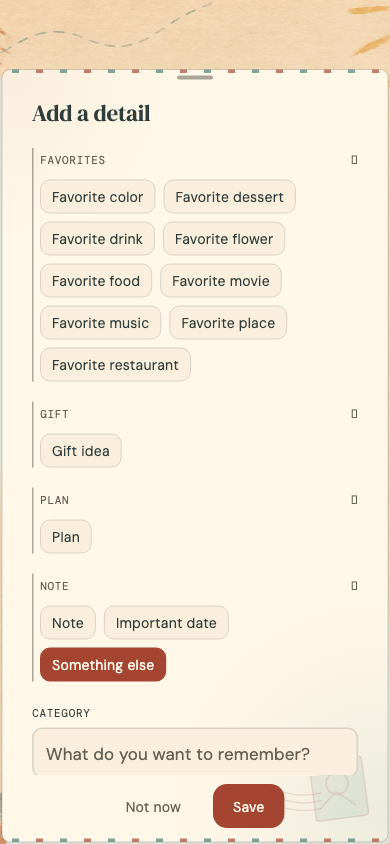 Add a detail
FAVORITES
Favorite color Favorite dessert
Favorite drink Favorite flower
Favorite food Favorite movie
Favorite music Favorite place
Favorite restaurant
GIFT
Gift idea
PLAN
Plan
NOTE
Note Important date
Something else
CATEGORY
What do you want to remember?
Not now Save